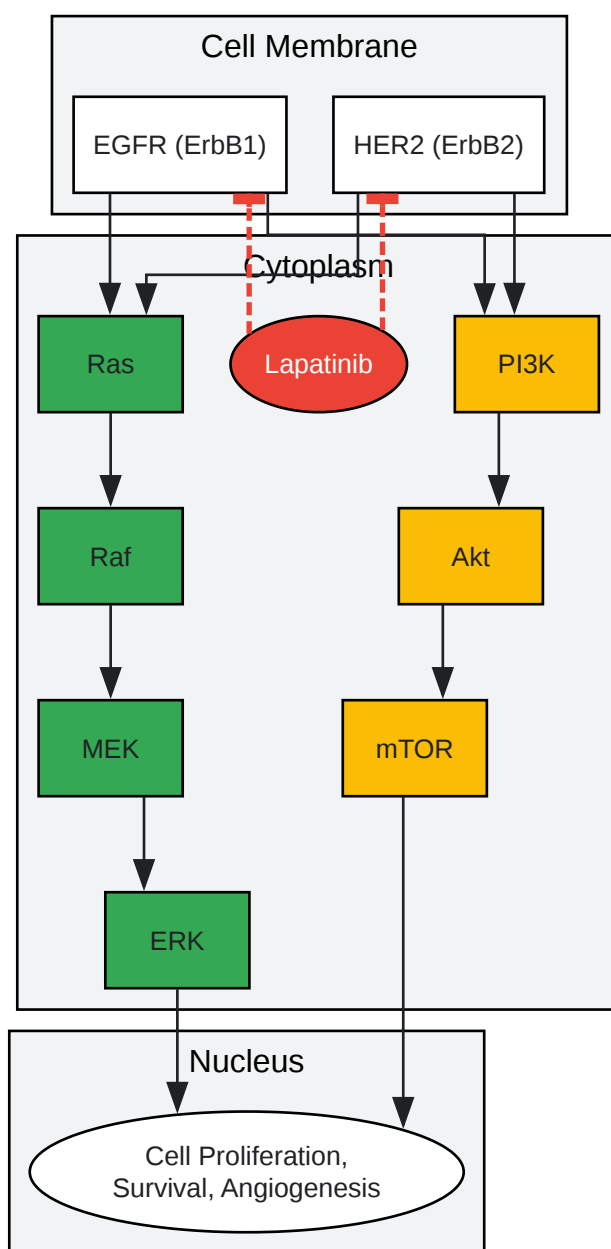 Cell Membrane
EGFR (ErbB1)
HER2 (ErbB2)
Cytoplasm
Ras
Lapatinib
PI3K
Raf
Akt
MEK
mTOR
ERK
Nucleus
Cell Proliferation,
Survival, Angiogenesis